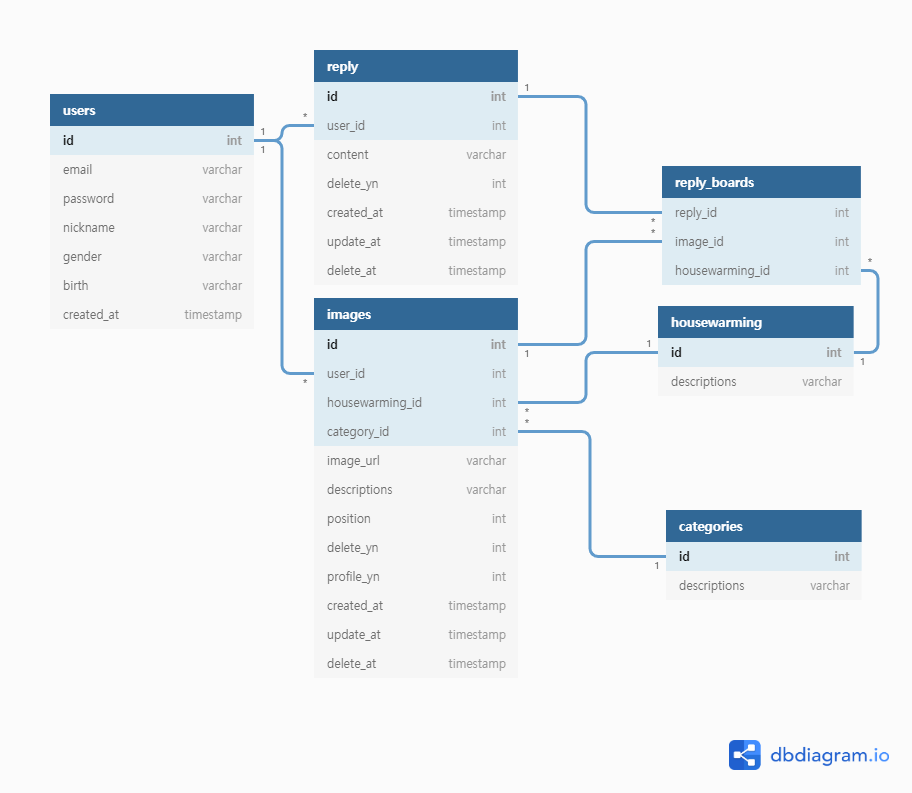 users
id int
email varchar
password varchar
nickname varchar
gender varchar
birth varchar
created_at timestamp
1
1
*
*
reply
id int
user_id int
content varchar
delete_yn int
created_at timestamp
update_at timestamp
delete_at timestamp
1
images
id int
user_id int
housewarming_id int
category_id int
image_url varchar
descriptions varchar
position int
delete_yn int
profile_yn int
created_at timestamp
update_at timestamp
delete_at timestamp
1
*
*
reply_boards
reply_id int
image_id int
housewarming_id int
*
*
*
housewarming
id int
descriptions varchar
1
1
categories
id int
descriptions varchar
1
dbdiagram.io